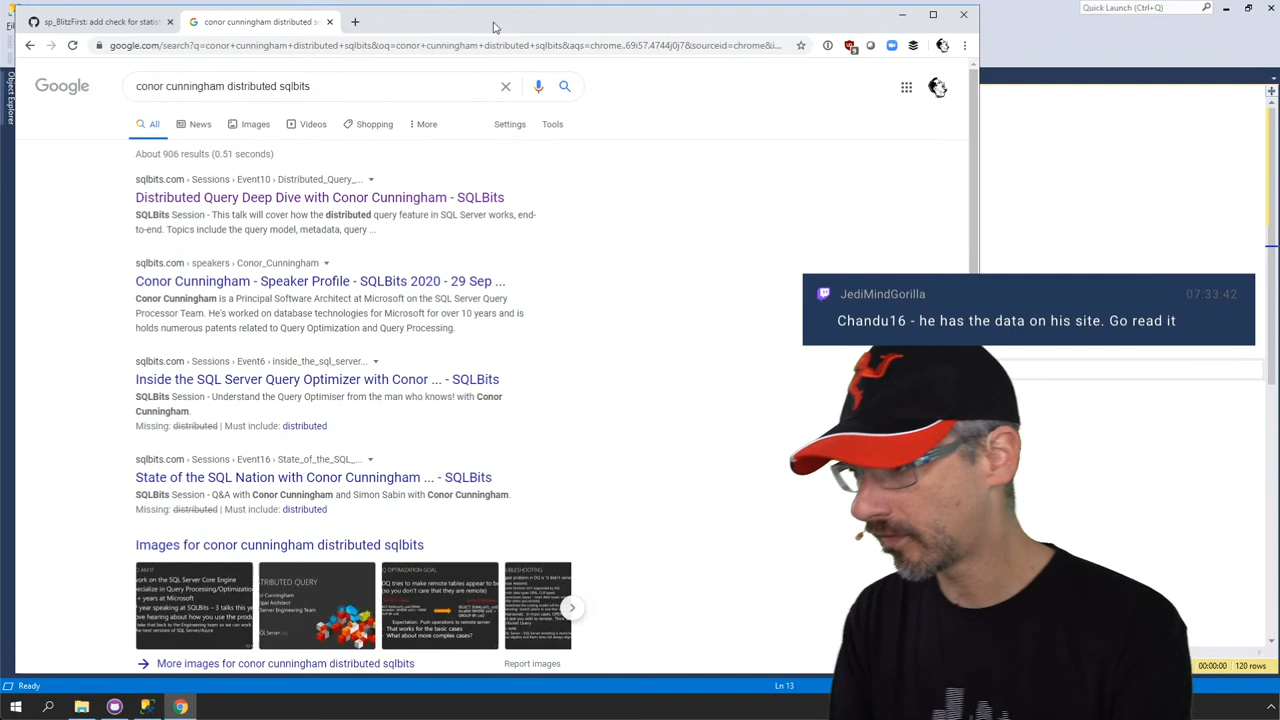 sp_BlitzFirst: add check for statist
conor cunningham distributed sq
Quick Launch (Ctrl+Q)
google.com/search?q=conor+cunningham+distributed+sqlbits&oq=conor+cunningham+distributed+sqlbits&aqs=chrome..69i57.4744j0j7&sourceid=chrome&i...
Object Explorer
Google
conor cunningham distributed sqlbits
All
News
Images
Videos
Shopping
More
Settings
Tools
About 906 results (0.51 seconds)
sqlbits.com › Sessions › Event10 › Distributed_Query_...
Distributed Query Deep Dive with Conor Cunningham - SQLBits
SQLBits Session - This talk will cover how the distributed query feature in SQL Server works, end-
to-end. Topics include the query model, metadata, query ...
sqlbits.com › speakers › Conor_Cunningham
Conor Cunningham - Speaker Profile - SQLBits 2020 - 29 Sep ...
Conor Cunningham is a Principal Software Architect at Microsoft on the SQL Server Query
Processor Team. He's worked on database technologies for Microsoft for over 10 years and is
holds numerous patents related to Query Optimization and Query Processing.
JediMindGorilla
07:33:42
Chandu16 - he has the data on his site. Go read it
sqlbits.com › Sessions › Event6 › inside_the_sql_server...
Inside the SQL Server Query Optimizer with Conor ... - SQLBits
SQLBits Session - Understand the Query Optimiser from the man who knows! with Conor
Cunningham.
Missing: distributed | Must include: distributed
sqlbits.com › Sessions › Event16 › State_of_the_SQL_...
State of the SQL Nation with Conor Cunningham ... - SQLBits
SQLBits Session - Q&A with Conor Cunningham and Simon Sabin with Conor Cunningham.
Missing: distributed | Must include: distributed
Images for conor cunningham distributed sqlbits
More images for conor cunningham distributed sqlbits
Report images
00:00:00
120 rows
Ready
Ln 13